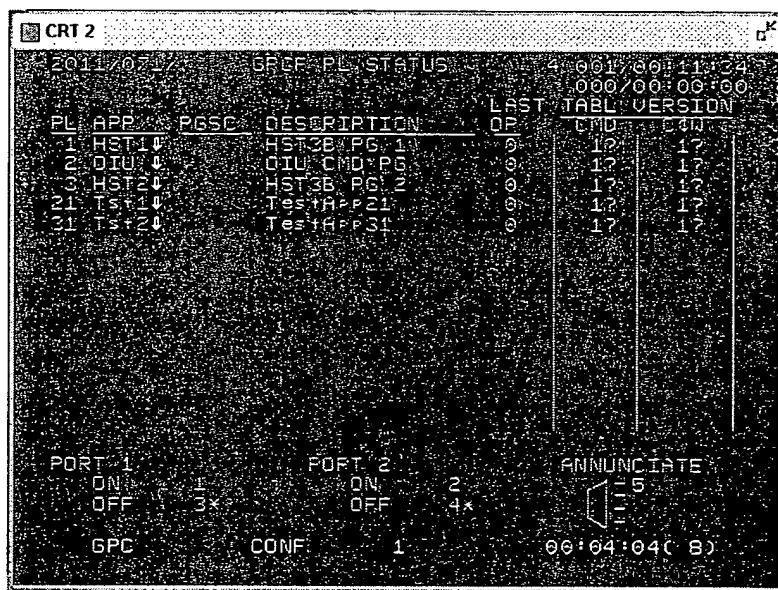 CRT 2
2011/07 / GPCF PL STATUS 4 001/00:11:34
000/00:00:00
LAST TABL VERSION
PL APP PGSC DESCRIPTION OP CMD C&W
1 HST1⇩ HST3B PG 1 0 1? 1?
2 OIU ⇩ OIU CMD PG 0 1? 1?
3 HST2⇩ HST3B PG 2 0 1? 1?
21 Tst1⇩ TestApp21 0 1? 1?
31 Tst2⇩ TestApp31 0 1? 1?
PORT 1 PORT 2 ANNUNCIATE
ON 1 ON 2 5
OFF 3* OFF 4*
GPC CONF 1 00:04:04( 8)